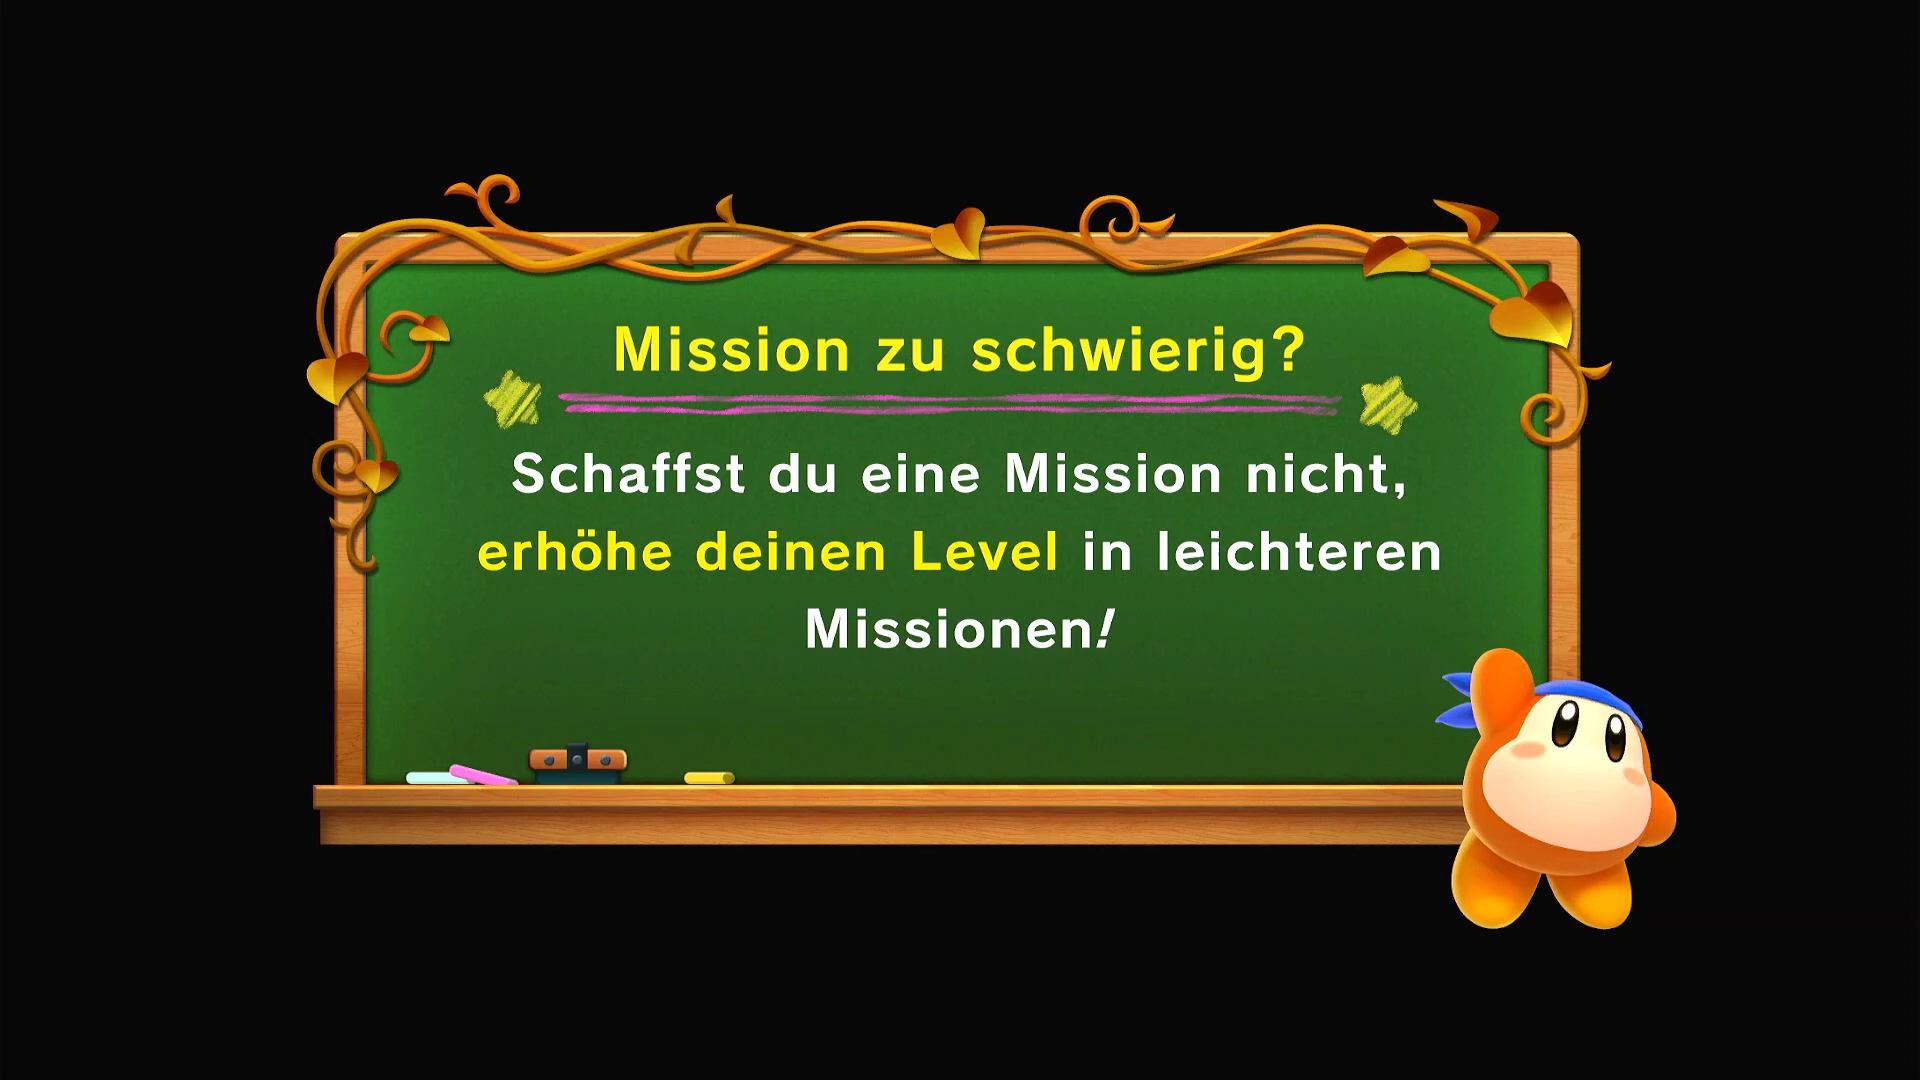 Mission zu schwierig?
Schaffst du eine Mission nicht,
erhöhe deinen Level in leichteren
Missionen!